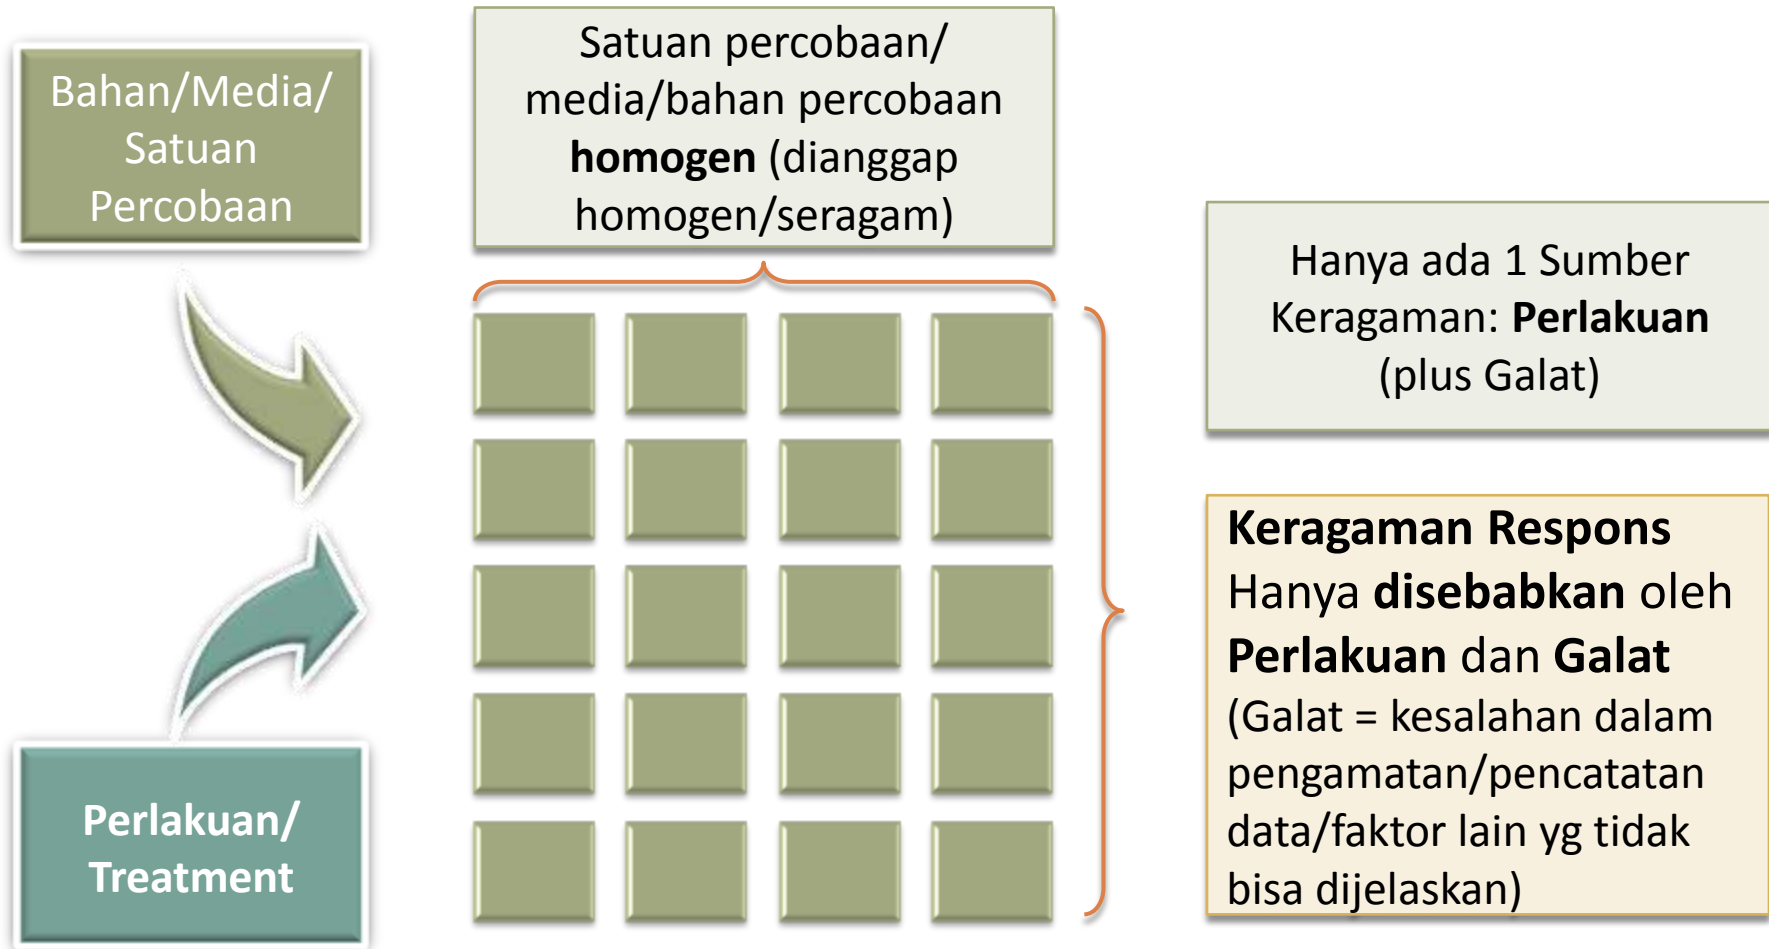 Bahan/Media/
Satuan
Percobaan
Satuan percobaan/
media/bahan percobaan
homogen (dianggap
homogen/seragam)
Hanya ada 1 Sumber
Keragaman: Perlakuan
(plus Galat)
Keragaman Respons
Hanya disebabkan oleh
Perlakuan dan Galat
(Galat = kesalahan dalam
pengamatan/pencatatan
data/faktor lain yg tidak
bisa dijelaskan)
Perlakuan/
Treatment